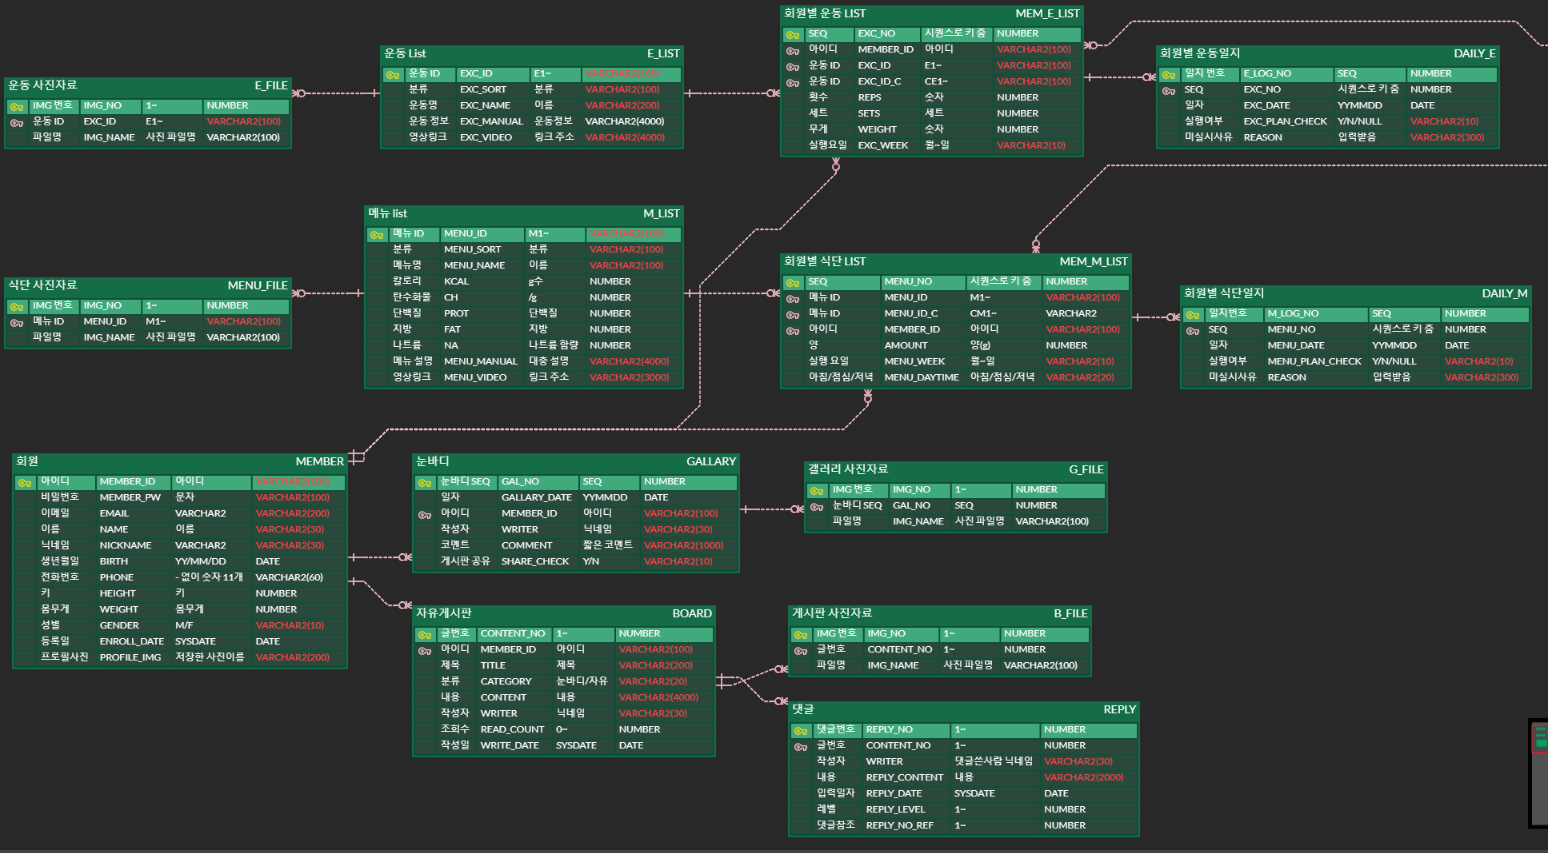 회원별 운동 LIST MEM_E_LIST
SEQ EXC_NO 시퀀스로 키 줌 NUMBER
아이디 MEMBER_ID 아이디 VARCHAR2(100)
운동 ID EXC_ID E1~ VARCHAR2(100)
운동 ID EXC_ID_C CE1~ VARCHAR2(100)
횟수 REPS 숫자 NUMBER
세트 SETS 세트 NUMBER
무게 WEIGHT 숫자 NUMBER
실행요일 EXC_WEEK 월~일 VARCHAR2(10)
운동 List E_LIST
운동 ID EXC_ID E1~ VARCHAR2(100)
분류 EXC_SORT 분류 VARCHAR2(100)
운동명 EXC_NAME 이름 VARCHAR2(200)
운동 정보 EXC_MANUAL 운동정보 VARCHAR2(4000)
영상링크 EXC_VIDEO 링크 주소 VARCHAR2(4000)
회원별 운동일지 DAILY_E
일지 번호 E_LOG_NO SEQ NUMBER
SEQ EXC_NO 시퀀스로 키 줌 NUMBER
일자 EXC_DATE YYMMDD DATE
실행여부 EXC_PLAN_CHECK Y/N/NULL VARCHAR2(10)
미실시사유 REASON 입력받음 VARCHAR2(300)
운동 사진자료 E_FILE
IMG 번호 IMG_NO 1~ NUMBER
운동 ID EXC_ID E1~ VARCHAR2(100)
파일명 IMG_NAME 사진 파일명 VARCHAR2(100)
메뉴 list M_LIST
메뉴 ID MENU_ID M1~ VARCHAR2(100)
분류 MENU_SORT 분류 VARCHAR2(100)
메뉴명 MENU_NAME 이름 VARCHAR2(100)
칼로리 KCAL g수 NUMBER
탄수화물 CH /g NUMBER
단백질 PROT 단백질 NUMBER
지방 FAT 지방 NUMBER
나트륨 NA 나트륨 함량 NUMBER
메뉴 설명 MENU_MANUAL 대충 설명 VARCHAR2(4000)
영상링크 MENU_VIDEO 링크 주소 VARCHAR2(3000)
회원별 식단 LIST MEM_M_LIST
SEQ MENU_NO 시퀀스로 키 줌 NUMBER
메뉴 ID MENU_ID M1~ VARCHAR2(100)
메뉴 ID MENU_ID_C CM1~ VARCHAR2
아이디 MEMBER_ID 아이디 VARCHAR2(100)
양 AMOUNT 양(g) NUMBER
실행 요일 MENU_WEEK 월~일 VARCHAR2(10)
아침/점심/저녁 MENU_DAYTIME 아침/점심/저녁 VARCHAR2(20)
식단 사진자료 MENU_FILE
IMG 번호 IMG_NO 1~ NUMBER
메뉴 ID MENU_ID M1~ VARCHAR2(100)
파일명 IMG_NAME 사진 파일명 VARCHAR2(100)
회원별 식단일지 DAILY_M
일지번호 M_LOG_NO SEQ NUMBER
SEQ MENU_NO 시퀀스로 키 줌 NUMBER
일자 MENU_DATE YYMMDD DATE
실행여부 MENU_PLAN_CHECK Y/N/NULL VARCHAR2(10)
미실시사유 REASON 입력받음 VARCHAR2(300)
회원 MEMBER
아이디 MEMBER_ID 아이디 VARCHAR2(100)
비밀번호 MEMBER_PW 문자 VARCHAR2(100)
이메일 EMAIL VARCHAR2 VARCHAR2(200)
이름 NAME 이름 VARCHAR2(30)
닉네임 NICKNAME VARCHAR2 VARCHAR2(30)
생년월일 BIRTH YY/MM/DD DATE
전화번호 PHONE - 없이 숫자 11개 VARCHAR2(60)
키 HEIGHT 키 NUMBER
몸무게 WEIGHT 몸무게 NUMBER
성별 GENDER M/F VARCHAR2(10)
등록일 ENROLL_DATE SYSDATE DATE
프로필사진 PROFILE_IMG 저장한 사진이름 VARCHAR2(200)
눈바디 GALLARY
눈바디 SEQ GAL_NO SEQ NUMBER
일자 GALLARY_DATE YYMMDD DATE
아이디 MEMBER_ID 아이디 VARCHAR2(100)
작성자 WRITER 닉네임 VARCHAR2(30)
코멘트 COMMENT 짧은 코멘트 VARCHAR2(1000)
게시판 공유 SHARE_CHECK Y/N VARCHAR2(10)
갤러리 사진자료 G_FILE
IMG 번호 IMG_NO 1~ NUMBER
눈바디 SEQ GAL_NO SEQ NUMBER
파일명 IMG_NAME 사진 파일명 VARCHAR2(100)
자유게시판 BOARD
글번호 CONTENT_NO 1~ NUMBER
아이디 MEMBER_ID 아이디 VARCHAR2(100)
제목 TITLE 제목 VARCHAR2(200)
분류 CATEGORY 눈바디/자유 VARCHAR2(20)
내용 CONTENT 내용 VARCHAR2(4000)
작성자 WRITER 닉네임 VARCHAR2(30)
조회수 READ_COUNT 0~ NUMBER
작성일 WRITE_DATE SYSDATE DATE
게시판 사진자료 B_FILE
IMG 번호 IMG_NO 1~ NUMBER
글번호 CONTENT_NO 1~ NUMBER
파일명 IMG_NAME 사진 파일명 VARCHAR2(100)
댓글 REPLY
댓글번호 REPLY_NO 1~ NUMBER
글번호 CONTENT_NO 1~ NUMBER
작성자 WRITER 댓글쓴사람 닉네임 VARCHAR2(30)
내용 REPLY_CONTENT 내용 VARCHAR2(2000)
입력일자 REPLY_DATE SYSDATE DATE
레벨 REPLY_LEVEL 1~ NUMBER
댓글참조 REPLY_NO_REF 1~ NUMBER